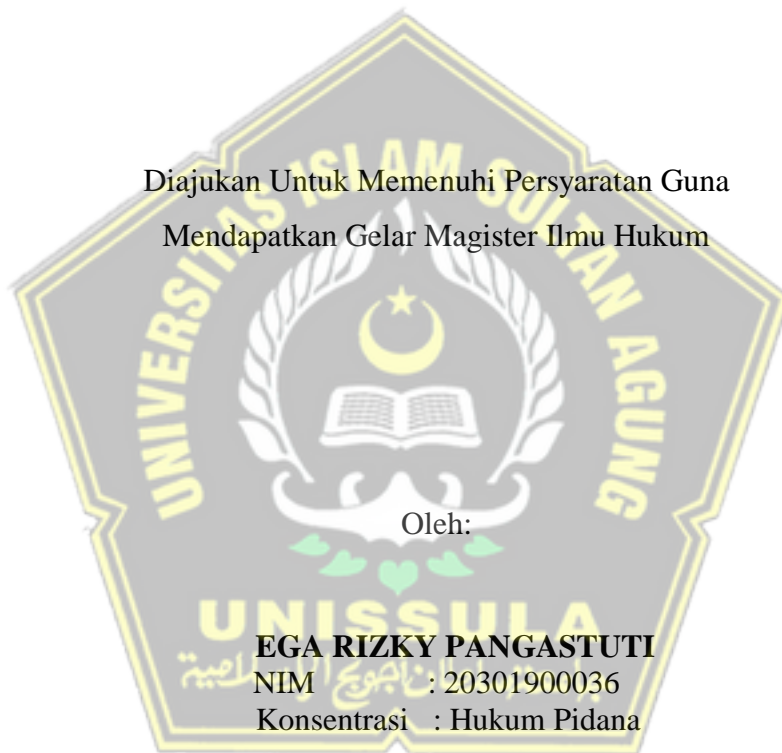 UNIVERSITAS ISLAM SULTAN AGUNG
Diajukan Untuk Memenuhi Persyaratan Guna
Mendapatkan Gelar Magister Ilmu Hukum
Oleh:
UNISSULA
EGA RIZKY PANGASTUTI
NIM : 20301900036
Konsentrasi : Hukum Pidana